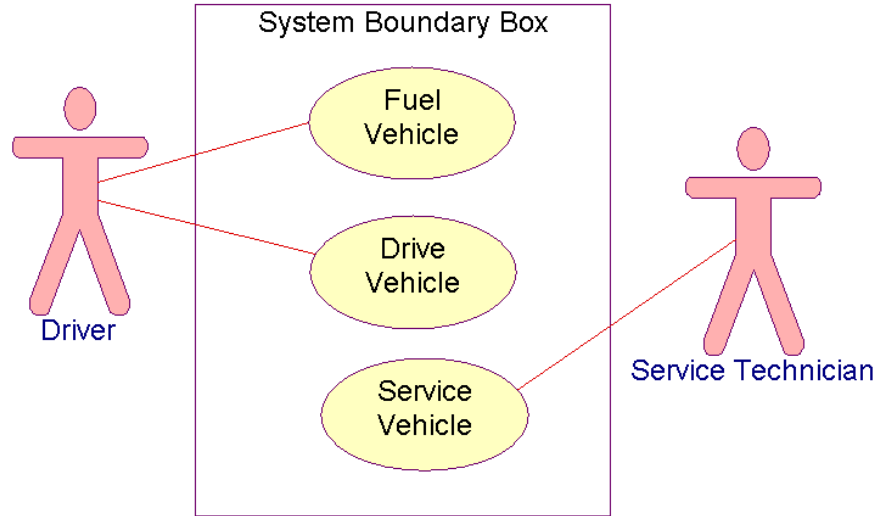 System Boundary Box
Fuel
Vehicle
Drive
Vehicle
Driver
Service Technician
Service
Vehicle